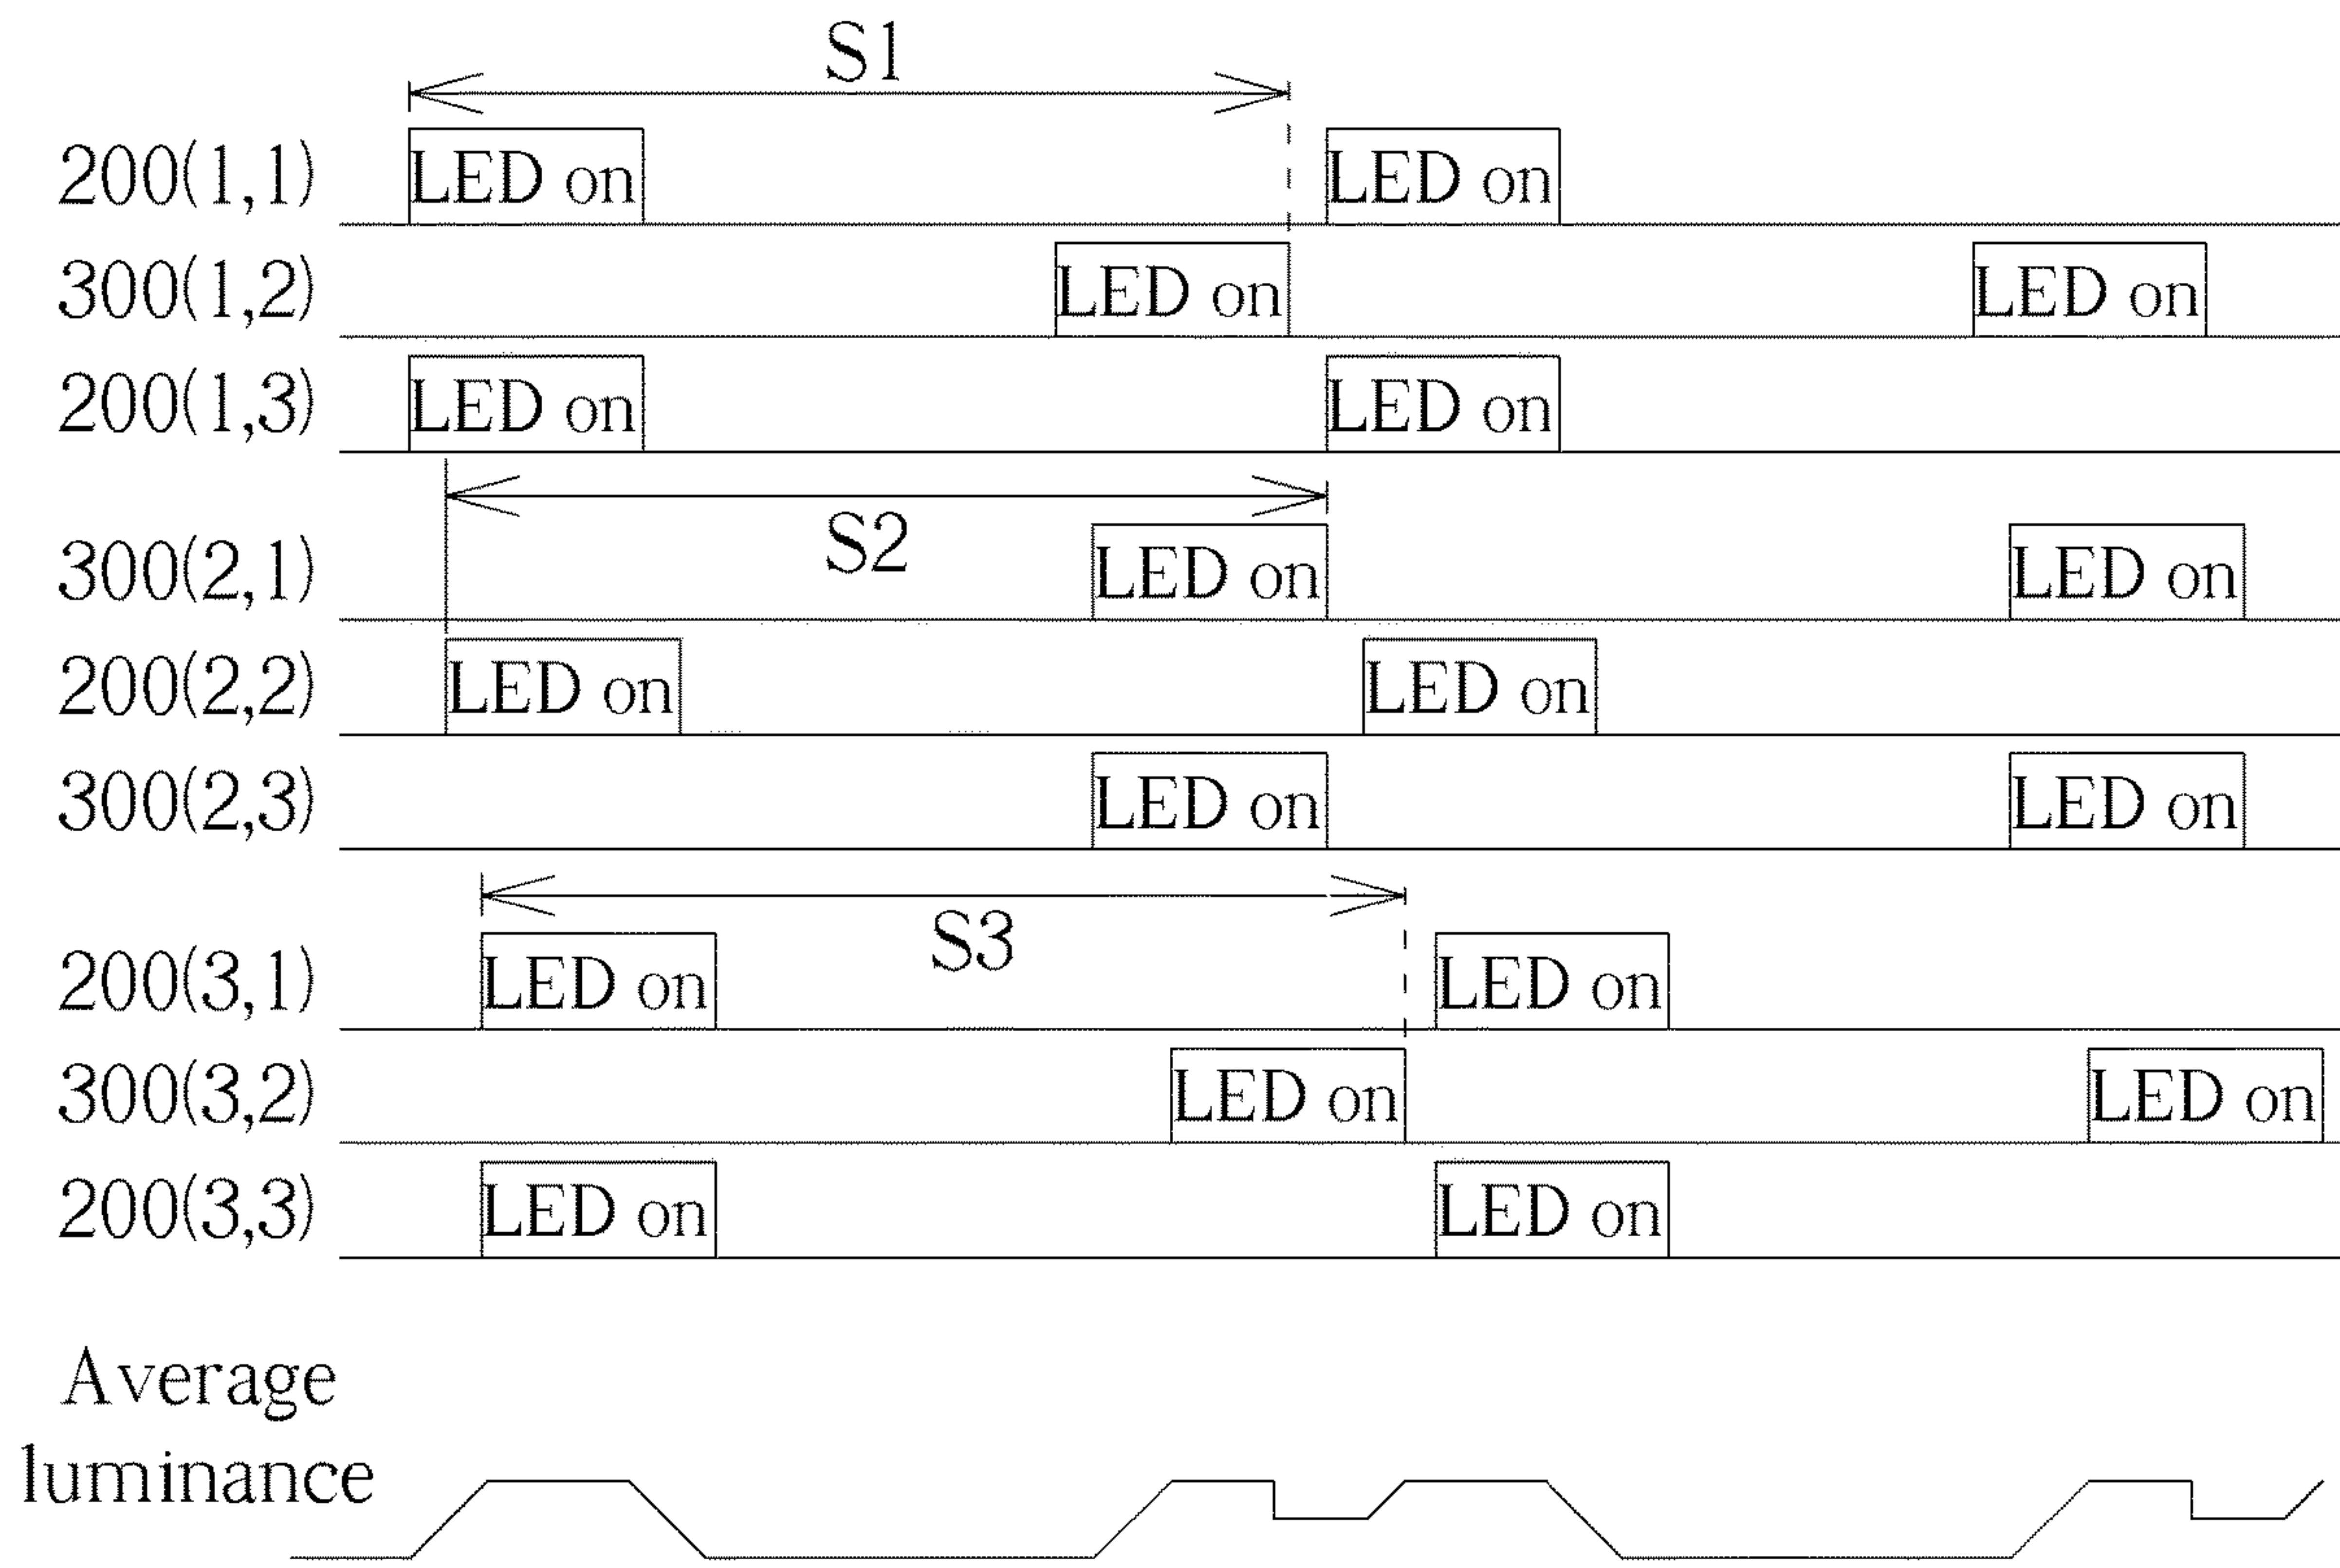 S1
200(1,1) LED on LED on
300(1,2) LED on LED on
200(1,3) LED on LED on
S2
300(2,1) LED on LED on
200(2,2) LED on LED on
300(2,3) LED on LED on
S3
200(3,1) LED on LED on
300(3,2) LED on LED on
200(3,3) LED on LED on
Average
luminance